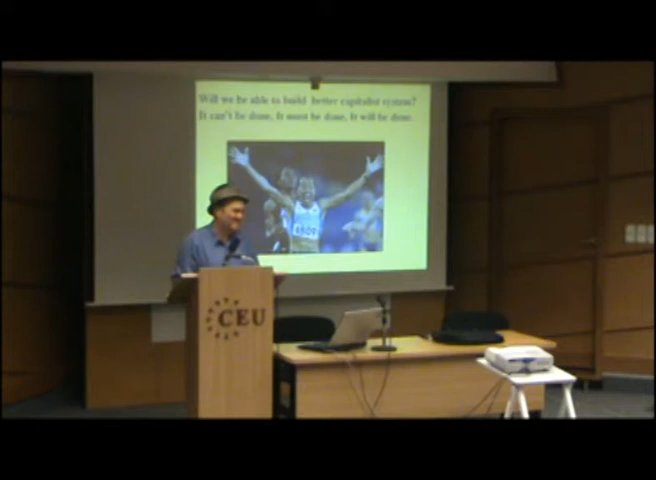 Will we be able to build better capitalist system?
It can't be done, It must be done, It will be done.
CEU